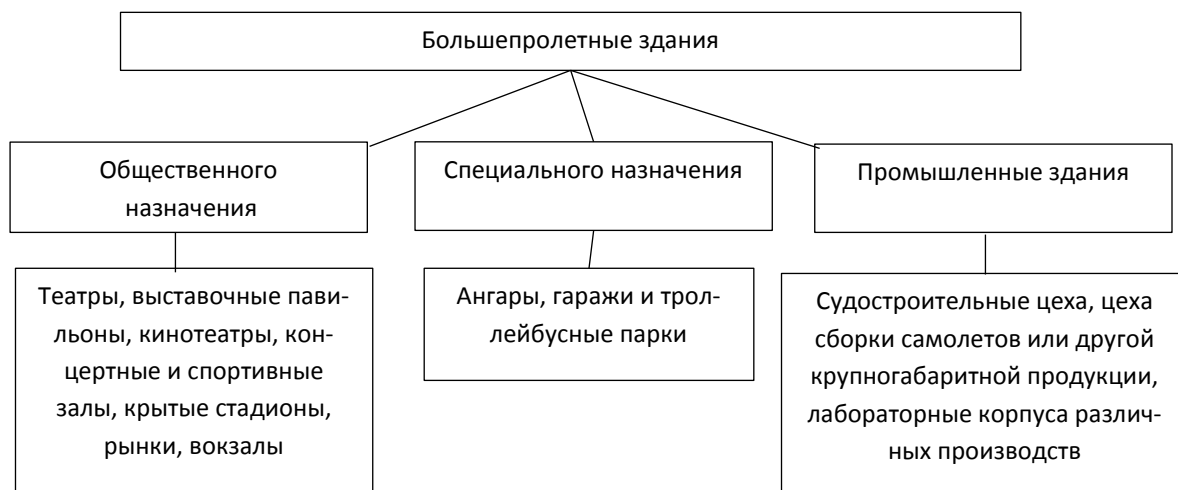 Большепролетные здания
Общественного
назначения
Специального назначения
Промышленные здания
Театры, выставочные пави-
льоны, кинотеатры, кон-
цертные и спортивные
залы, крытые стадионы,
рынки, вокзалы
Ангары, гаражи и трол-
лейбусные парки
Судостроительные цеха, цеха
сборки самолетов или другой
крупногабаритной продукции,
лабораторные корпуса различ-
ных производств